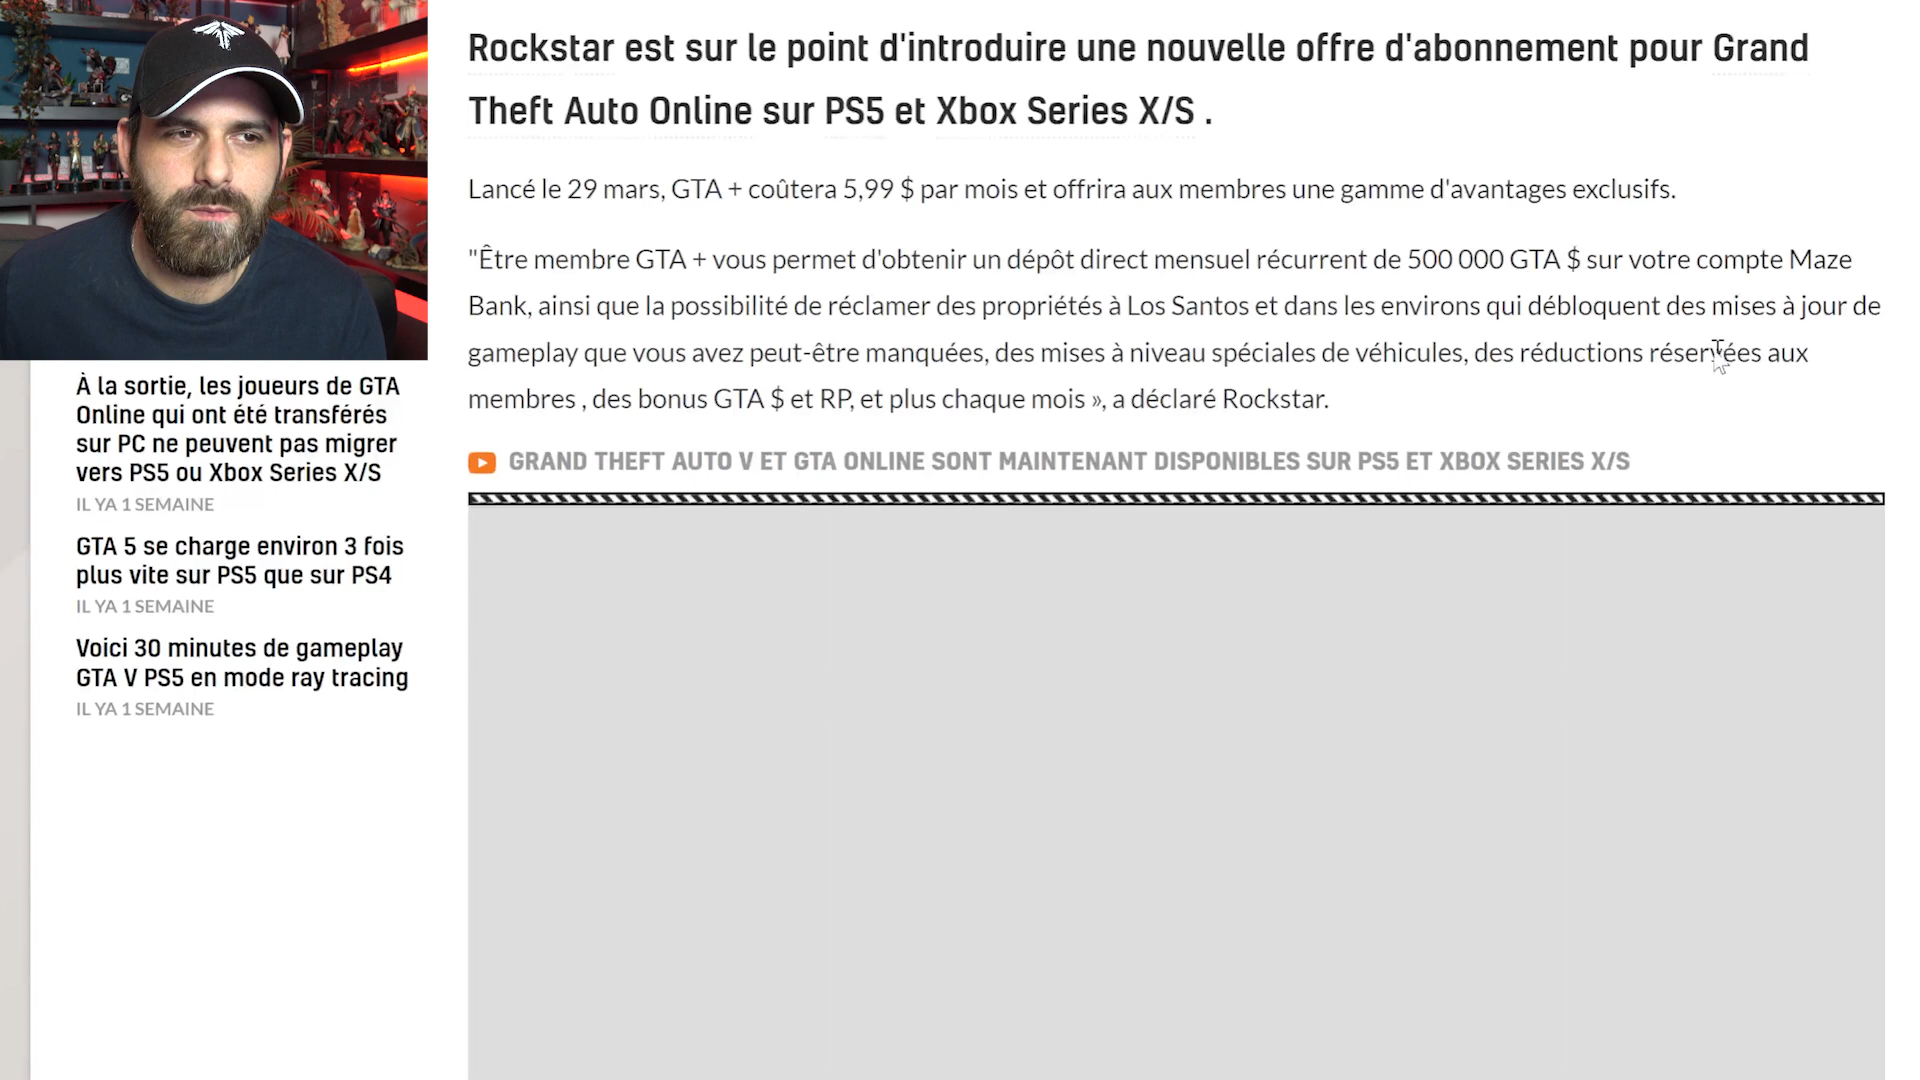 Rockstar est sur le point d'introduire une nouvelle offre d'abonnement pour Grand
Theft Auto Online sur PS5 et Xbox Series X/S .
Lancé le 29 mars, GTA + coûtera 5,99 $ par mois et offrira aux membres une gamme d'avantages exclusifs.
"Être membre GTA + vous permet d'obtenir un dépôt direct mensuel récurrent de 500 000 GTA $ sur votre compte Maze
Bank, ainsi que la possibilité de réclamer des propriétés à Los Santos et dans les environs qui débloquent des mises à jour de
gameplay que vous avez peut-être manquées, des mises à niveau spéciales de véhicules, des réductions réservées aux
membres , des bonus GTA $ et RP, et plus chaque mois », a déclaré Rockstar.
GRAND THEFT AUTO V ET GTA ONLINE SONT MAINTENANT DISPONIBLES SUR PS5 ET XBOX SERIES X/S
À la sortie, les joueurs de GTA
Online qui ont été transférés
sur PC ne peuvent pas migrer
vers PS5 ou Xbox Series X/S
IL YA 1 SEMAINE
GTA 5 se charge environ 3 fois
plus vite sur PS5 que sur PS4
IL YA 1 SEMAINE
Voici 30 minutes de gameplay
GTA V PS5 en mode ray tracing
IL YA 1 SEMAINE